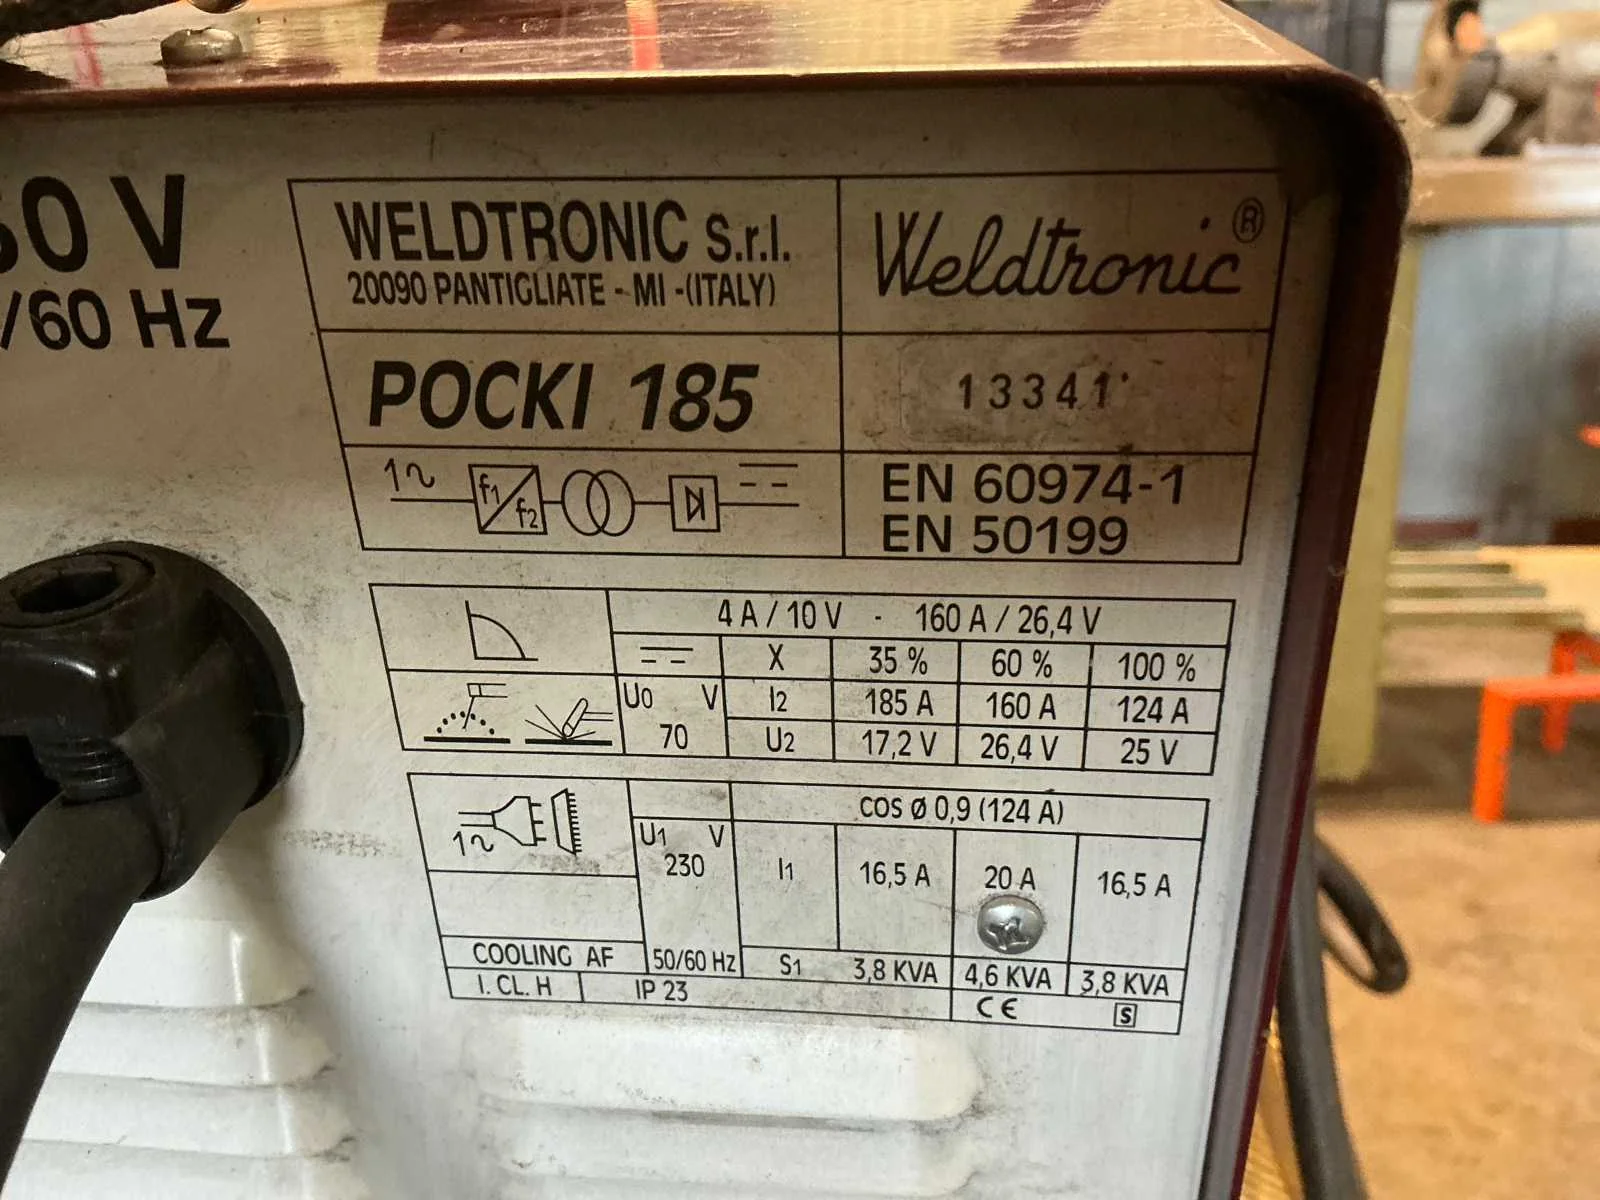 0 V
/60 Hz
WELDTRONIC S.r.l.
20090 PANTIGLIATE - MI -(ITALY)
Weldtronic®
POCKI 185
13341
1~ f1/f2
EN 60974-1
EN 50199
4 A / 10 V - 160 A / 26,4 V
X 35 % 60 % 100 %
U0 V I2 185 A 160 A 124 A
70 U2 17,2 V 26,4 V 25 V
COS Ø 0,9 (124 A)
1~ U1 V
230 I1 16,5 A 20 A 16,5 A
COOLING AF 50/60 Hz S1 3,8 KVA 4,6 KVA 3,8 KVA
I. CL. H IP 23 CE S